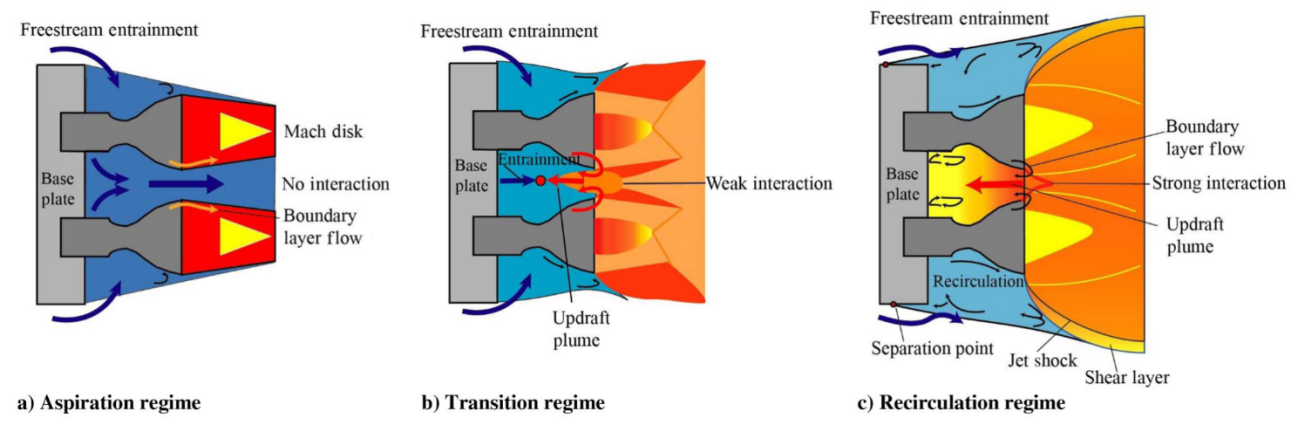 Freestream entrainment
Mach disk
No interaction
Base
plate
Boundary
layer flow
a) Aspiration regime
Freestream entrainment
Entrainment
Base
plate
Weak interaction
Updraft
plume
b) Transition regime
Freestream entrainment
Boundary
layer flow
Base
plate
Strong interaction
Updraft
plume
Recirculation
Separation point
Jet shock
Shear layer
c) Recirculation regime